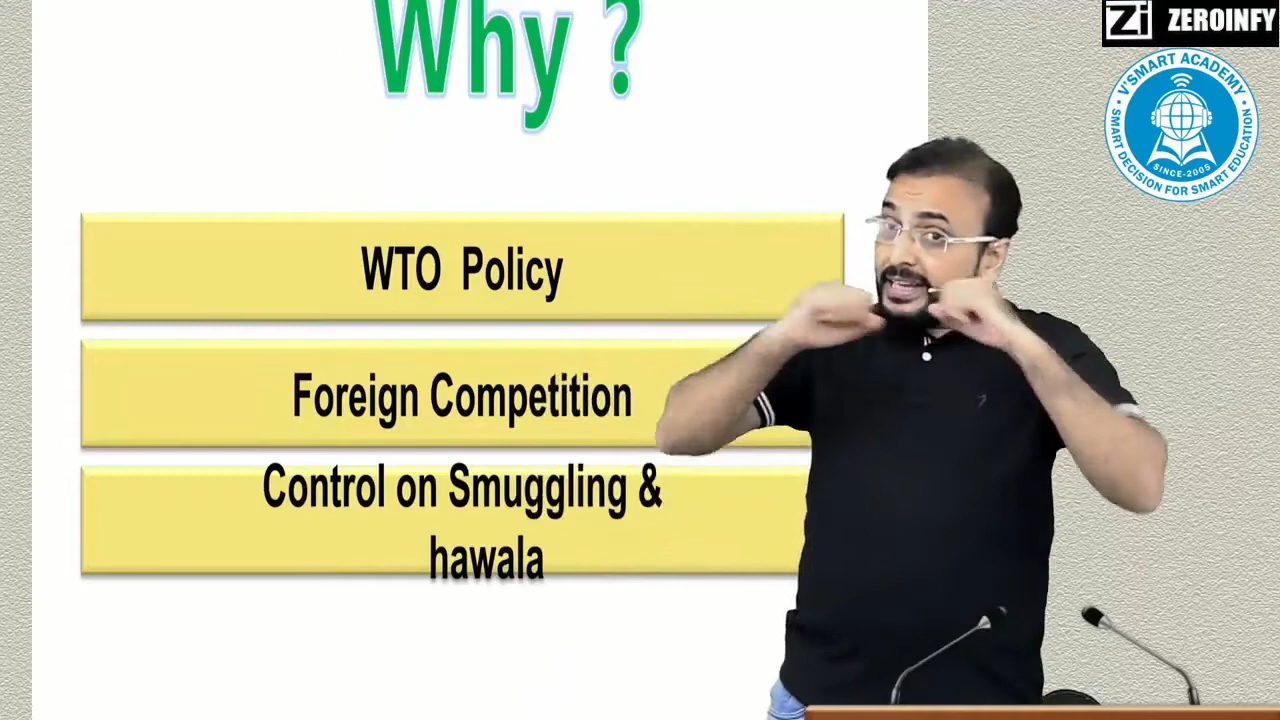 Why ?
Zi ZEROINFY
V'SMART ACADEMY
SMART DECISION FOR SMART EDUCATION
SINCE-2005
WTO Policy
Foreign Competition
Control on Smuggling &
hawala